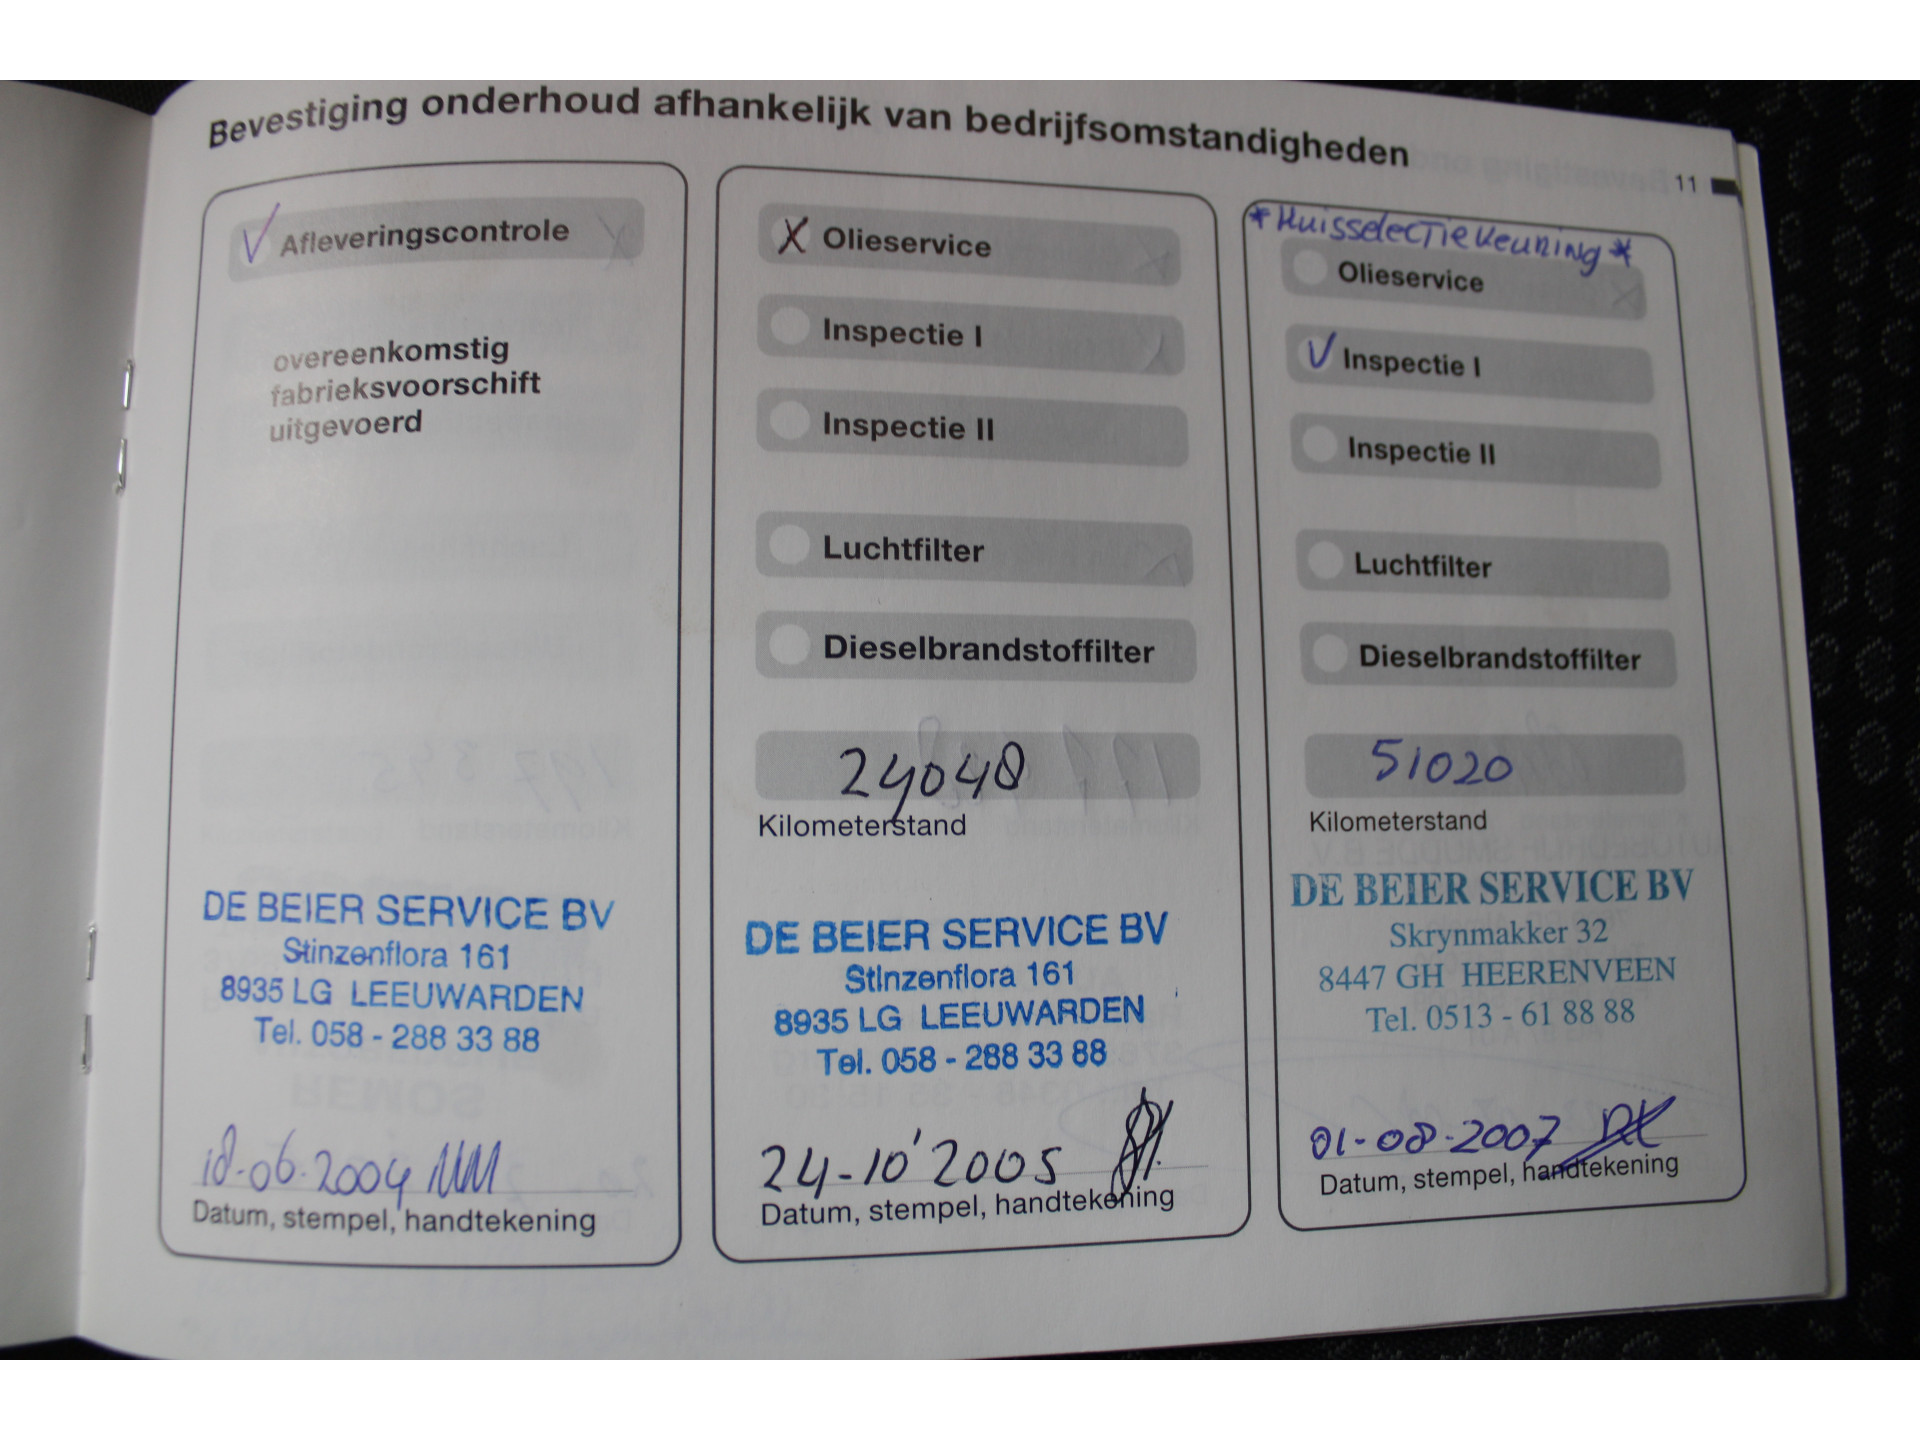 Bevestiging onderhoud afhankelijk van bedrijfsomstandigheden
11
Afleveringscontrole
overeenkomstig
fabrieksvoorschift
uitgevoerd
DE BEIER SERVICE BV
Stinzenflora 161
8935 LG LEEUWARDEN
Tel. 058 - 288 33 88
18-06-2004
Datum, stempel, handtekening
X Olieservice
Inspectie I
Inspectie II
Luchtfilter
Dieselbrandstoffilter
24048
Kilometerstand
DE BEIER SERVICE BV
Stinzenflora 161
8935 LG LEEUWARDEN
Tel. 058 - 288 33 88
24-10'2005
Datum, stempel, handtekening
*Huisselectiekeuring*
Olieservice
Inspectie I
Inspectie II
Luchtfilter
Dieselbrandstoffilter
51020
Kilometerstand
DE BEIER SERVICE BV
Skrynmakker 32
8447 GH HEERENVEEN
Tel. 0513 - 61 88 88
01-08-2007
Datum, stempel, handtekening